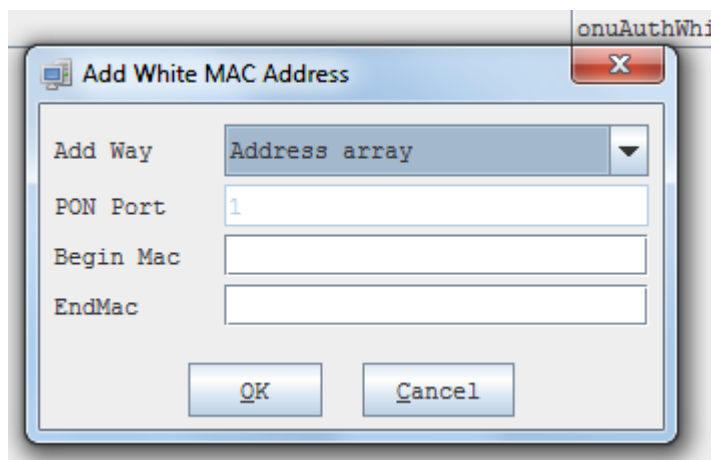 onuAuthWhi
Add White MAC Address
Add Way Address array
PON Port 1
Begin Mac
EndMac
OK Cancel